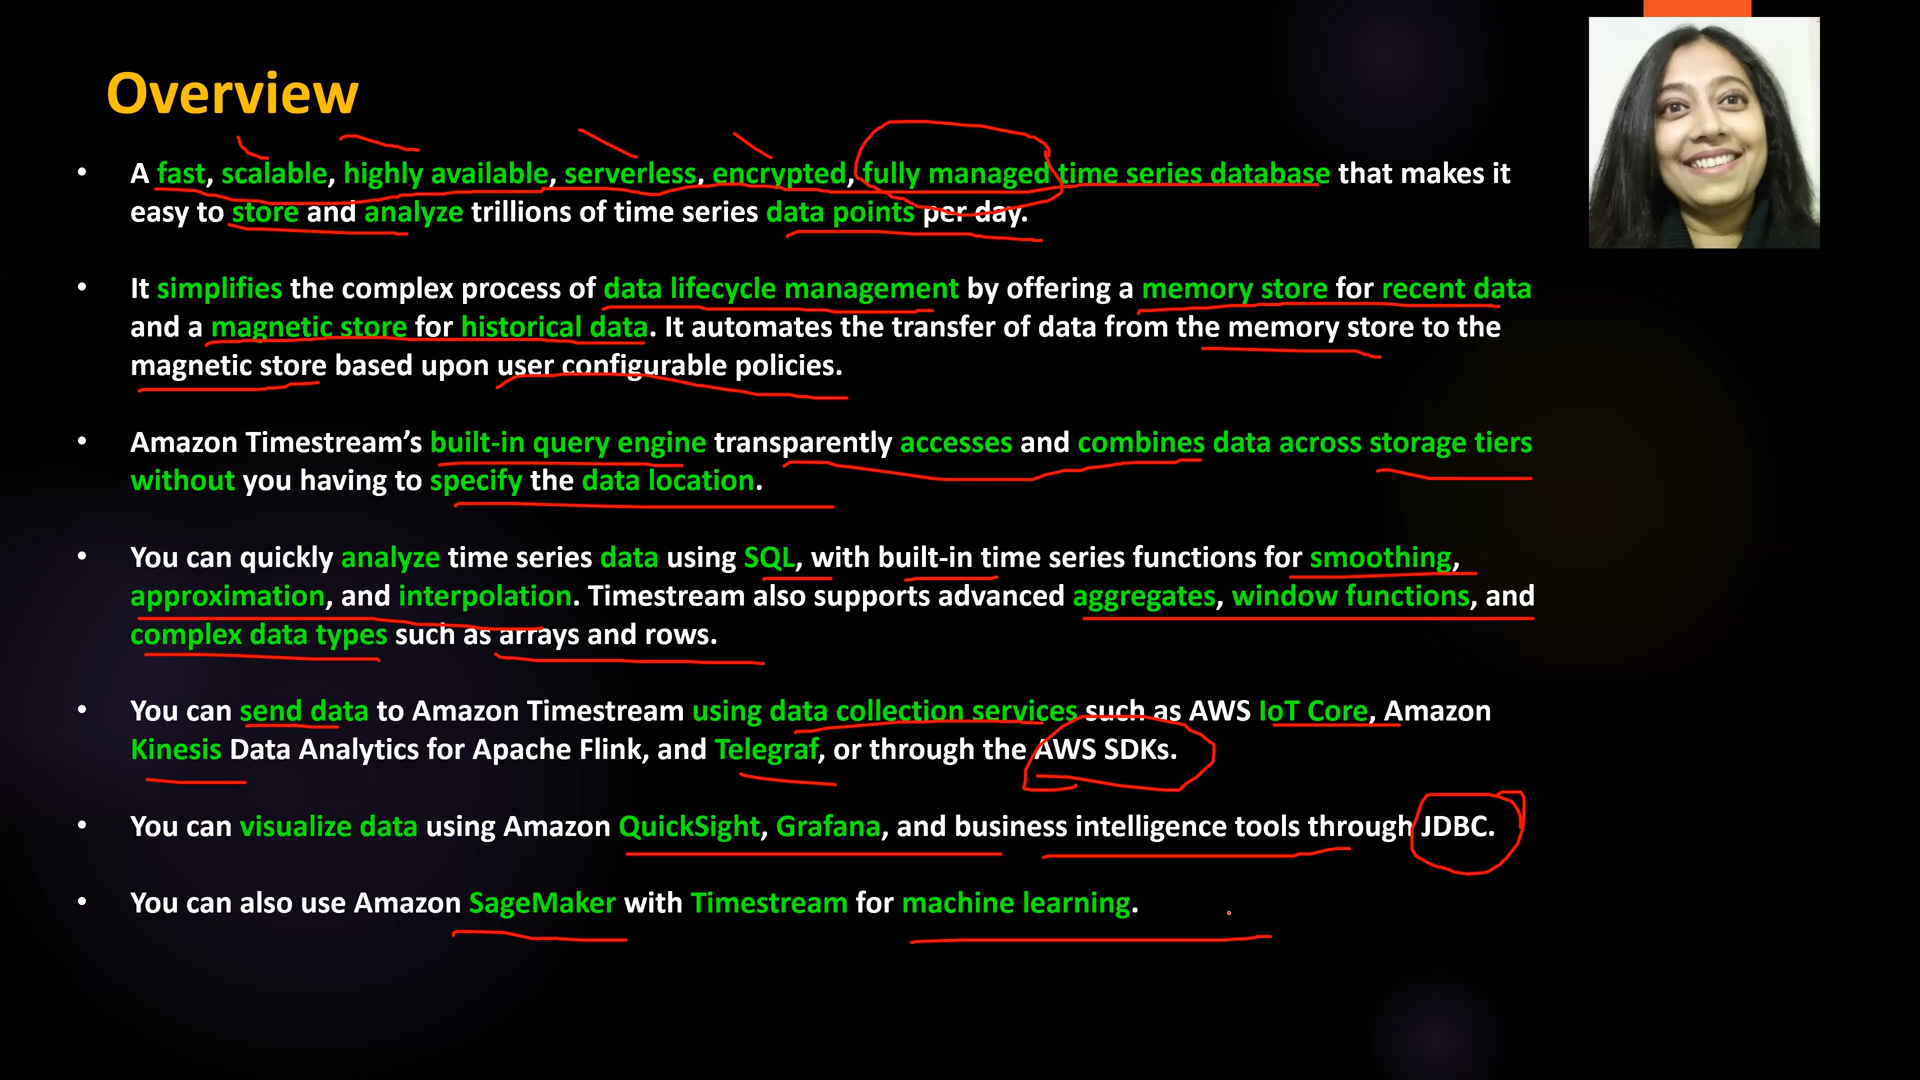 Overview
• A fast, scalable, highly available, serverless, encrypted, fully managed time series database that makes it
easy to store and analyze trillions of time series data points per day.
• It simplifies the complex process of data lifecycle management by offering a memory store for recent data
and a magnetic store for historical data. It automates the transfer of data from the memory store to the
magnetic store based upon user configurable policies.
• Amazon Timestream’s built-in query engine transparently accesses and combines data across storage tiers
without you having to specify the data location.
• You can quickly analyze time series data using SQL, with built-in time series functions for smoothing,
approximation, and interpolation. Timestream also supports advanced aggregates, window functions, and
complex data types such as arrays and rows.
• You can send data to Amazon Timestream using data collection services such as AWS IoT Core, Amazon
Kinesis Data Analytics for Apache Flink, and Telegraf, or through the AWS SDKs.
• You can visualize data using Amazon QuickSight, Grafana, and business intelligence tools through JDBC.
• You can also use Amazon SageMaker with Timestream for machine learning.